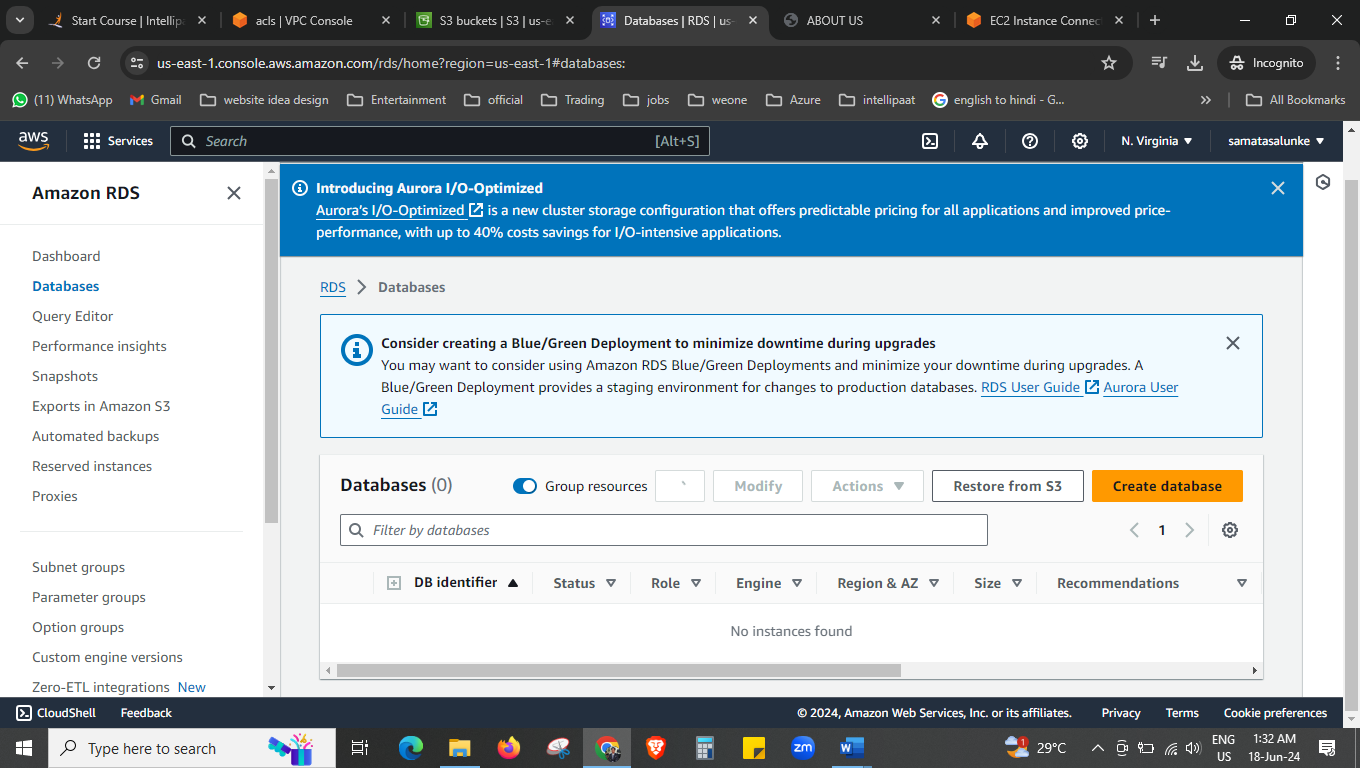 Start Course | Intellipa
acls | VPC Console
S3 buckets | S3 | us-e
Databases | RDS | us-
ABOUT US
EC2 Instance Connec
us-east-1.console.aws.amazon.com/rds/home?region=us-east-1#databases:
Incognito
(11) WhatsApp
Gmail
website idea design
Entertainment
official
Trading
jobs
weone
Azure
intellipaat
english to hindi - G...
All Bookmarks
aws
Services
Search
[Alt+S]
N. Virginia
samatasalunke
Amazon RDS
Dashboard
Databases
Query Editor
Performance insights
Snapshots
Exports in Amazon S3
Automated backups
Reserved instances
Proxies
Subnet groups
Parameter groups
Option groups
Custom engine versions
Zero-ETL integrations New
Introducing Aurora I/O-Optimized
Aurora's I/O-Optimized is a new cluster storage configuration that offers predictable pricing for all applications and improved price-
performance, with up to 40% costs savings for I/O-intensive applications.
RDS > Databases
Consider creating a Blue/Green Deployment to minimize downtime during upgrades
You may want to consider using Amazon RDS Blue/Green Deployments and minimize your downtime during upgrades. A
Blue/Green Deployment provides a staging environment for changes to production databases. RDS User Guide Aurora User
Guide
Databases (0)
Group resources
Modify
Actions
Restore from S3
Create database
Filter by databases
1
DB identifier
Status
Role
Engine
Region & AZ
Size
Recommendations
No instances found
CloudShell
Feedback
© 2024, Amazon Web Services, Inc. or its affiliates.
Privacy
Terms
Cookie preferences
Type here to search
zm
1
29°C
ENG
US
1:32 AM
18-Jun-24